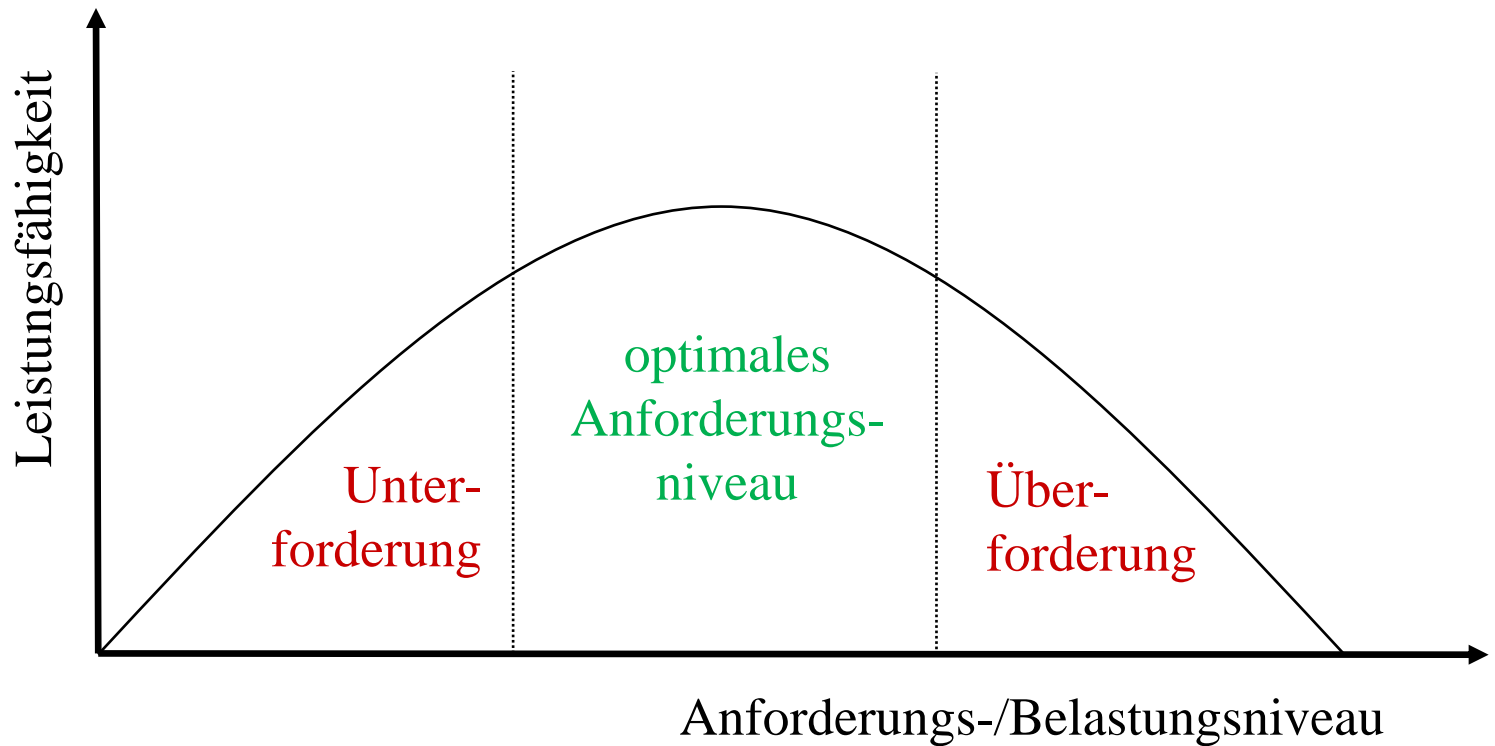 Leistungsfähigkeit
optimales
Anforderungs-
niveau
Unter-
forderung
Über-
forderung
Anforderungs-/Belastungsniveau